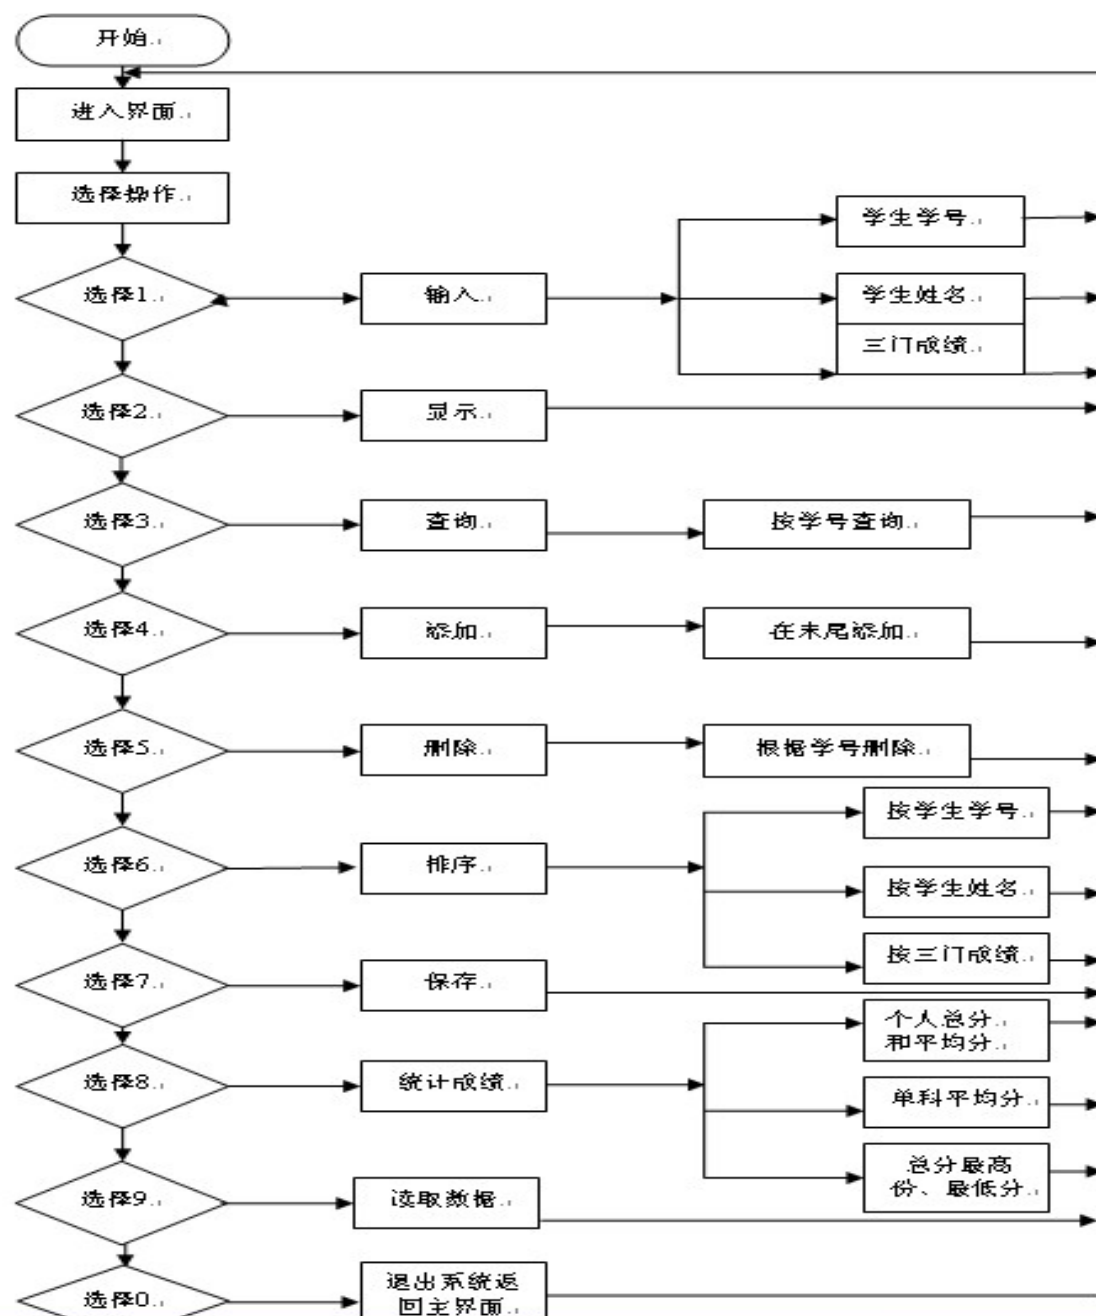 开始
进入界面
选择操作
学生学号
选择1
输入
学生姓名
三门成绩
选择2
显示
选择3
查询
按学号查询
选择4
添加
在末尾添加
选择5
删除
根据学号删除
按学生学号
选择6
排序
按学生姓名
按三门成绩
选择7
保存
个人总分
和平均分
选择8
统计成绩
单科平均分
总分最高
份、最低分
选择9
读取数据
选择0
退出系统返
回主界面